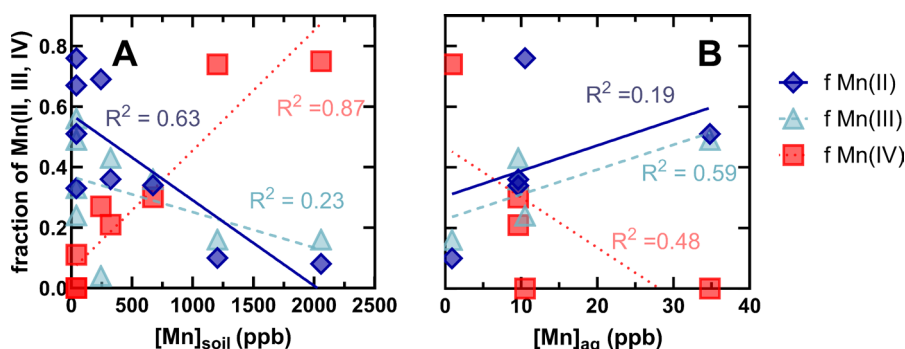 A
B
fraction of Mn(II, III, IV)
0.8
0.6
0.4
0.2
0.0
R² = 0.63
R² = 0.87
R² = 0.23
R² =0.19
R² = 0.59
R² =0.48
f Mn(II)
f Mn(III)
f Mn(IV)
0 500 1000 1500 2000 2500
0 10 20 30 40
[Mn]soil (ppb)
[Mn]aq (ppb)